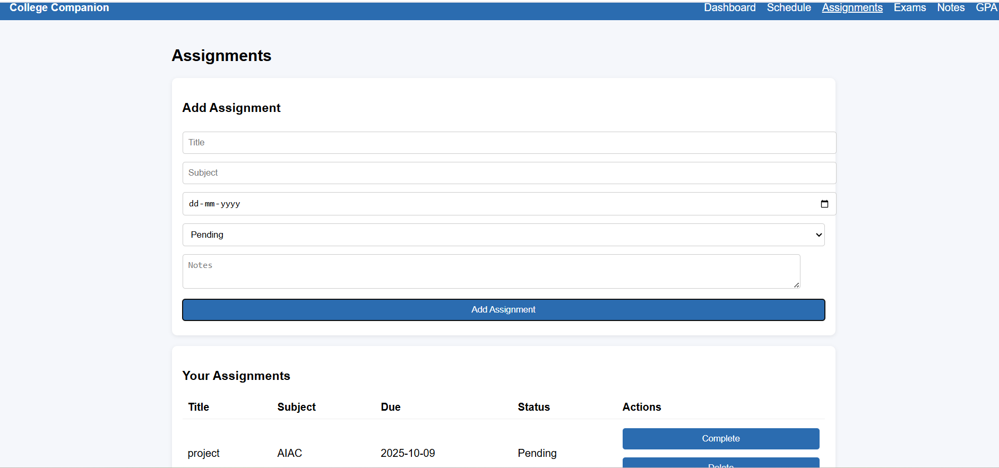 College Companion Dashboard Schedule Assignments Exams Notes GPA
Assignments
Add Assignment
Title
Subject
dd-mm-yyyy
Pending
Notes
Add Assignment
Your Assignments
Title Subject Due Status Actions
Complete
project AIAC 2025-10-09 Pending
Delete